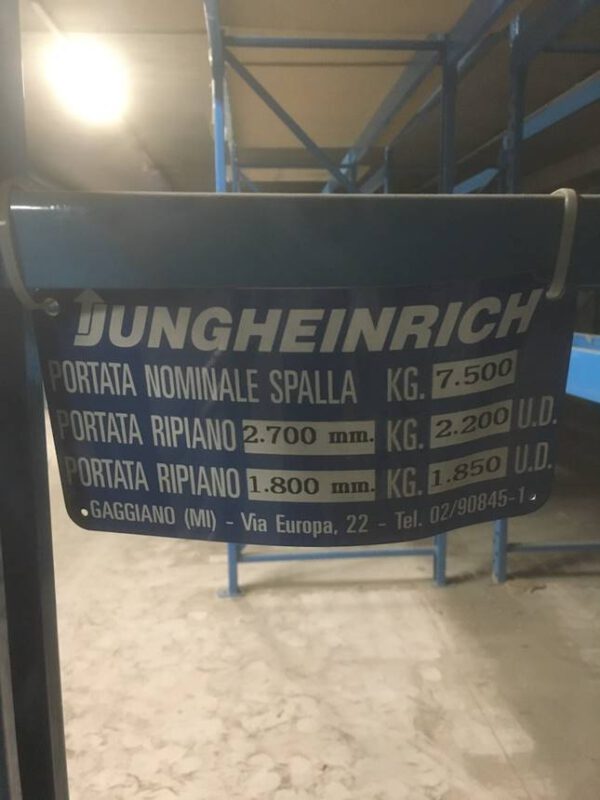 JUNGHEINRICH
PORTATA NOMINALE SPALLA KG. 7.500
PORTATA RIPIANO 2.700 mm. KG. 2.200 U.D.
PORTATA RIPIANO 1.800 mm. KG. 1.850 U.D.
GAGGIANO (MI) - Via Europa, 22 - Tel. 02/90845-1